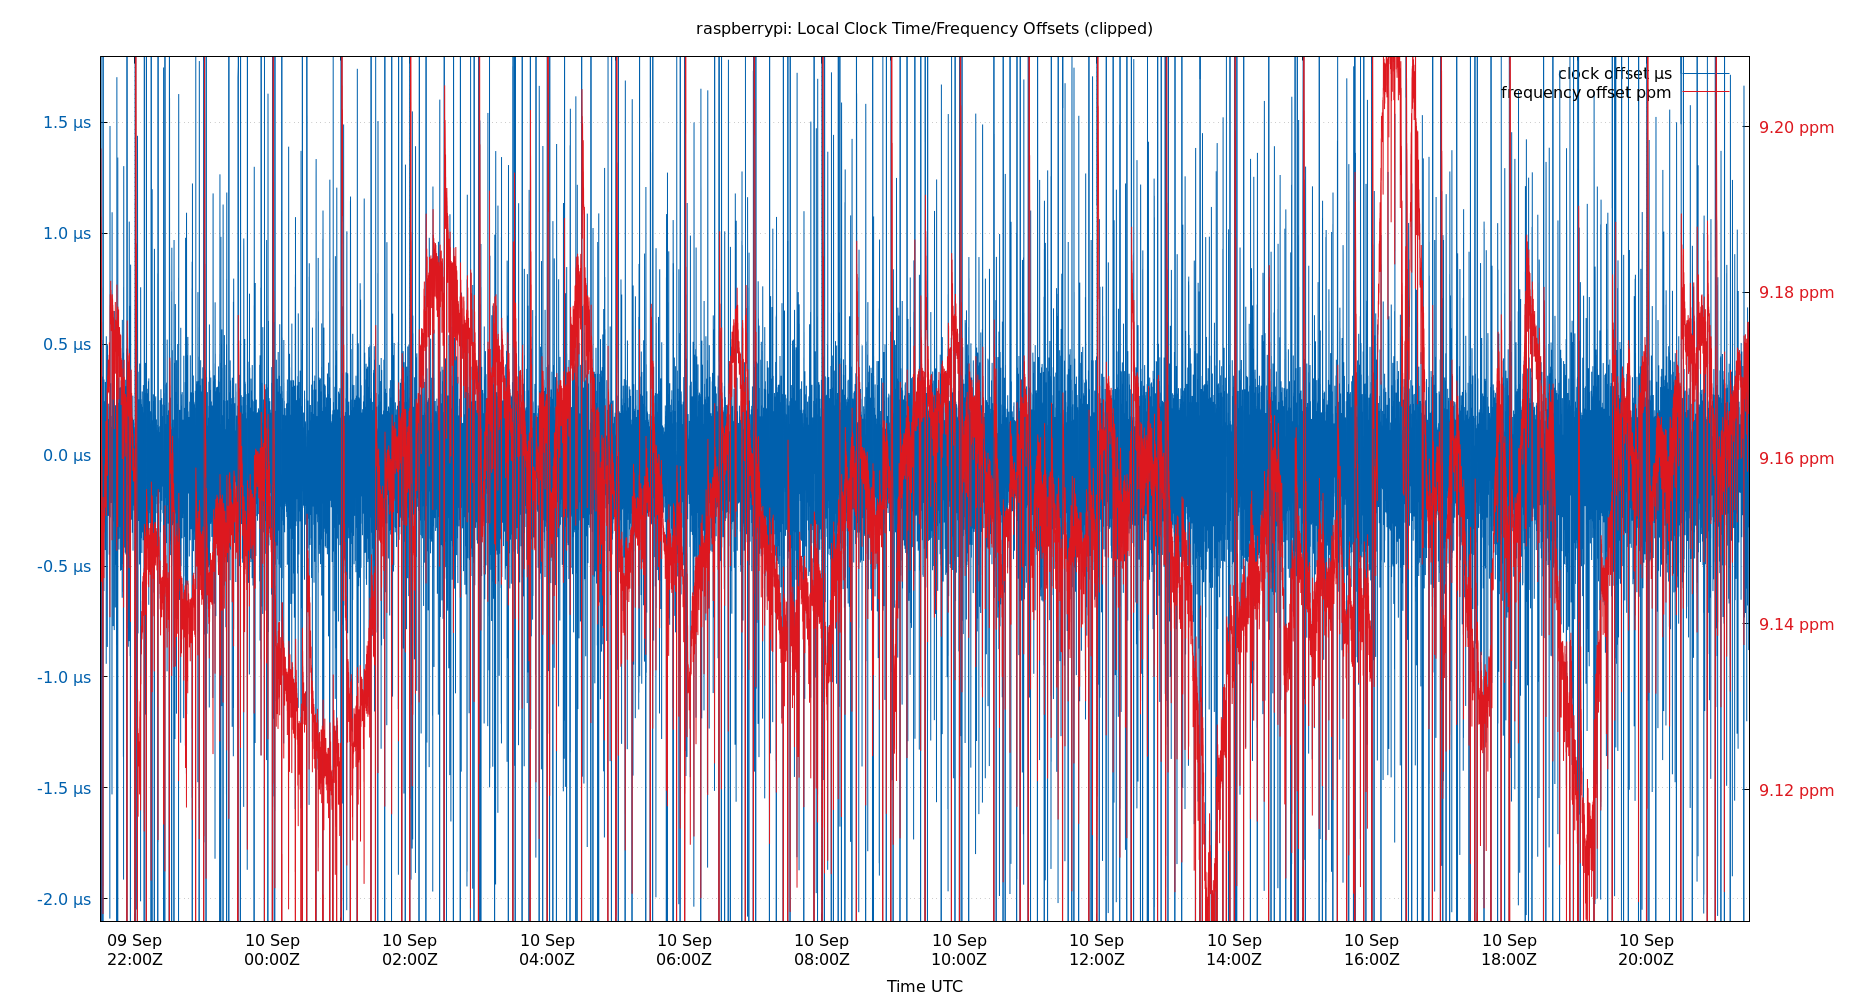 raspberrypi: Local Clock Time/Frequency Offsets (clipped)
clock offset µs
frequency offset ppm
1.5 µs
1.0 µs
0.5 µs
0.0 µs
-0.5 µs
-1.0 µs
-1.5 µs
-2.0 µs
9.20 ppm
9.18 ppm
9.16 ppm
9.14 ppm
9.12 ppm
09 Sep 10 Sep 10 Sep 10 Sep 10 Sep 10 Sep 10 Sep 10 Sep 10 Sep 10 Sep 10 Sep 10 Sep
22:00Z 00:00Z 02:00Z 04:00Z 06:00Z 08:00Z 10:00Z 12:00Z 14:00Z 16:00Z 18:00Z 20:00Z
Time UTC